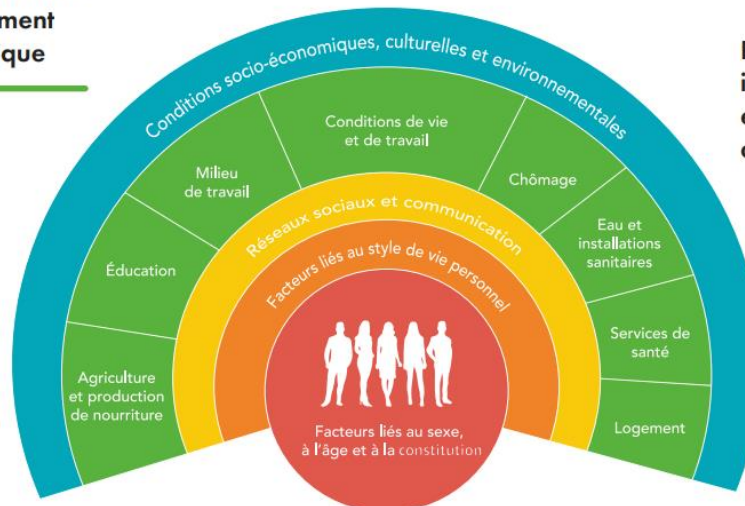 ment
que
Conditions socio-économiques, culturelles et environnementales
Conditions de vie
et de travail
Milieu
de travail
Chômage
Éducation
Eau et
installations
sanitaires
Agriculture
et production
de nourriture
Services de
santé
Logement
Réseaux sociaux et communication
Facteurs liés au style de vie personnel
Facteurs liés au sexe,
à l'âge et à la constitution